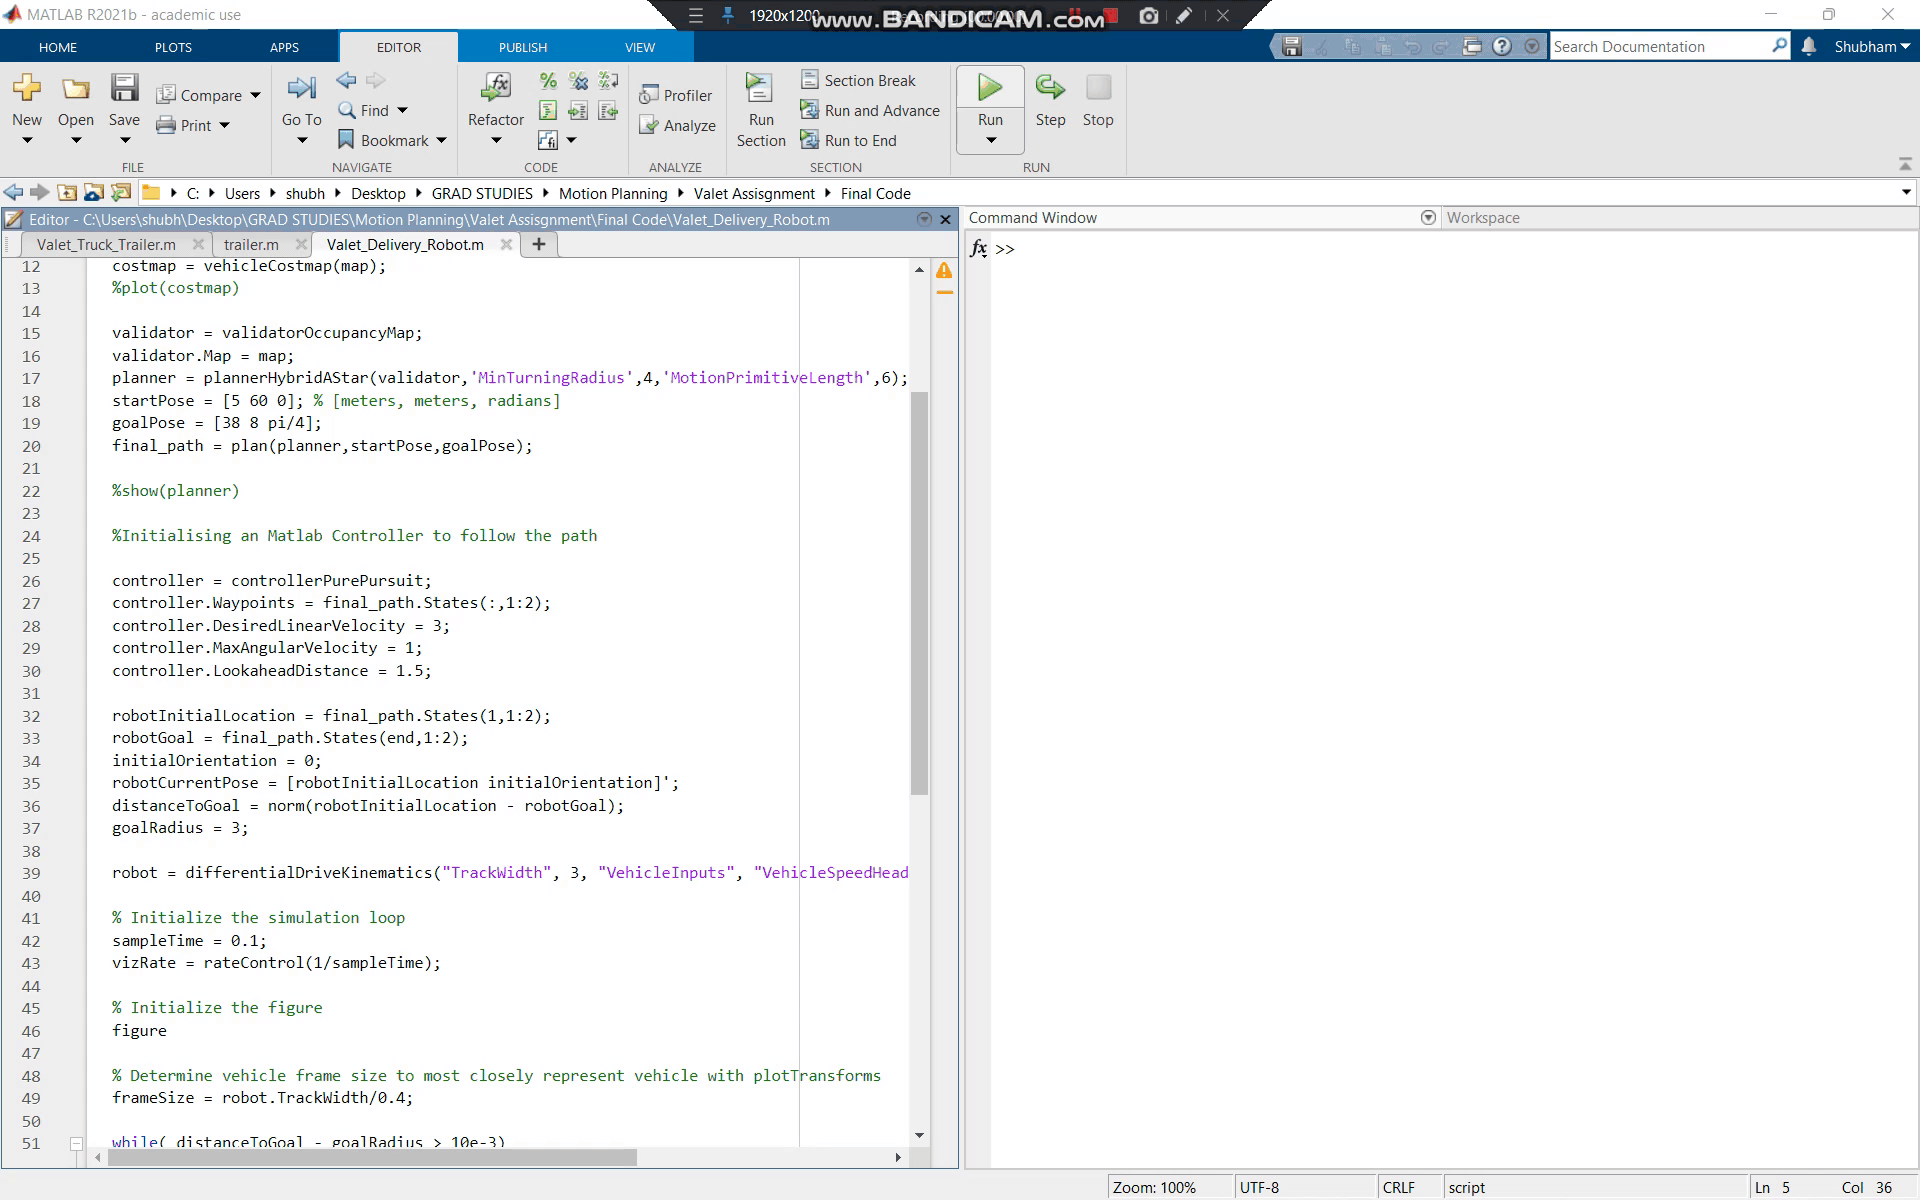 MATLAB R2021b - academic use
1920x1200
www.BANDICAM.com
HOME PLOTS APPS EDITOR PUBLISH VIEW
Search Documentation
Shubham
New Open Save Compare Print
Go To Find Bookmark
Refactor
Profiler Analyze
Run Section
Section Break
Run and Advance
Run to End
Run Step Stop
FILE NAVIGATE CODE ANALYZE SECTION RUN
C: Users shubh Desktop GRAD STUDIES Motion Planning Valet Assisgnment Final Code
Editor - C:\Users\shubh\Desktop\GRAD STUDIES\Motion Planning\Valet Assisgnment\Final Code\Valet_Delivery_Robot.m
Command Window
Workspace
Valet_Truck_Trailer.m trailer.m Valet_Delivery_Robot.m +
fx >>
12 costmap = vehicleCostmap(map);
13 %plot(costmap)
14
15 validator = validatorOccupancyMap;
16 validator.Map = map;
17 planner = plannerHybridAStar(validator,'MinTurningRadius',4,'MotionPrimitiveLength',6);
18 startPose = [5 60 0]; % [meters, meters, radians]
19 goalPose = [38 8 pi/4];
20 final_path = plan(planner,startPose,goalPose);
21
22 %show(planner)
23
24 %Initialising an Matlab Controller to follow the path
25
26 controller = controllerPurePursuit;
27 controller.Waypoints = final_path.States(:,1:2);
28 controller.DesiredLinearVelocity = 3;
29 controller.MaxAngularVelocity = 1;
30 controller.LookaheadDistance = 1.5;
31
32 robotInitialLocation = final_path.States(1,1:2);
33 robotGoal = final_path.States(end,1:2);
34 initialOrientation = 0;
35 robotCurrentPose = [robotInitialLocation initialOrientation]';
36 distanceToGoal = norm(robotInitialLocation - robotGoal);
37 goalRadius = 3;
38
39 robot = differentialDriveKinematics("TrackWidth", 3, "VehicleInputs", "VehicleSpeedHead
40
41 % Initialize the simulation loop
42 sampleTime = 0.1;
43 vizRate = rateControl(1/sampleTime);
44
45 % Initialize the figure
46 figure
47
48 % Determine vehicle frame size to most closely represent vehicle with plotTransforms
49 frameSize = robot.TrackWidth/0.4;
50
51 while( distanceToGoal - goalRadius > 10e-3)
Zoom: 100% UTF-8 CRLF script Ln 5 Col 36